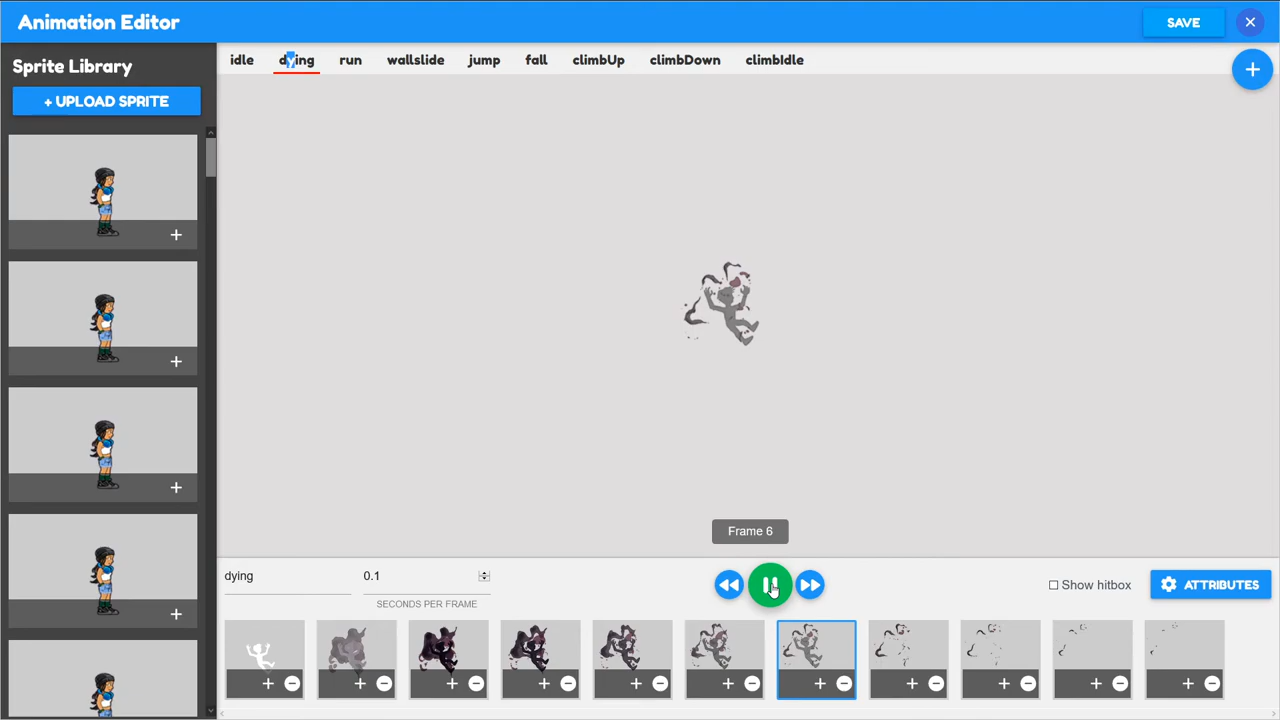 Animation Editor
SAVE
Sprite Library
+ UPLOAD SPRITE
idle dying run wallslide jump fall climbUp climbDown climbIdle
Frame 6
dying
0.1
SECONDS PER FRAME
Show hitbox
ATTRIBUTES